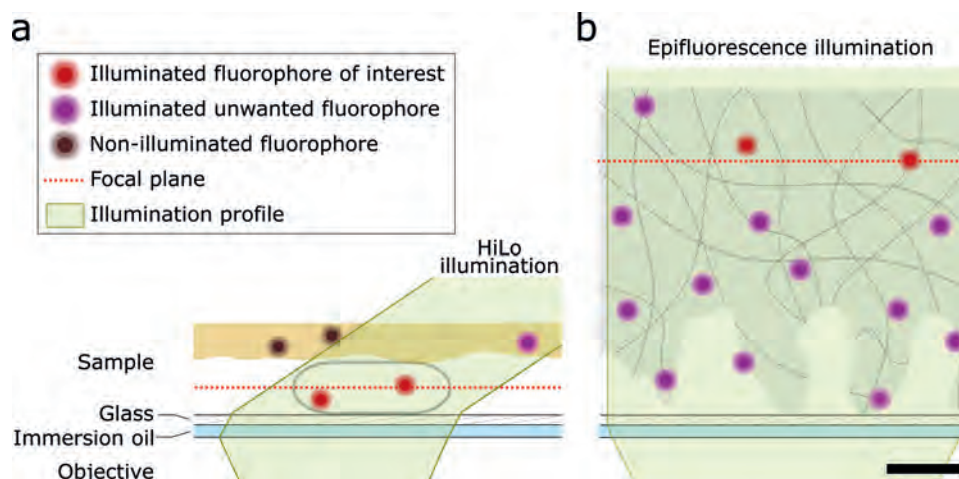 a
Illuminated fluorophore of interest
Illuminated unwanted fluorophore
Non-illuminated fluorophore
Focal plane
Illumination profile
HiLo
illumination
Sample
Glass
Immersion oil
Objective
b
Epifluorescence illumination